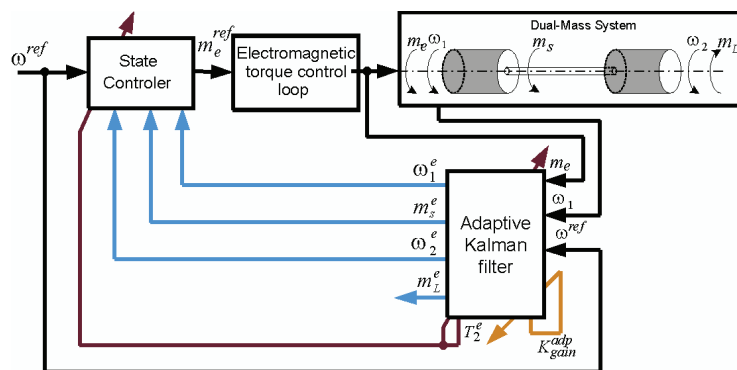 Dual-Mass System
ω^ref
State
Controler
m_e^ref
Electromagnetic
torque control
loop
m_e ω_1 m_s ω_2 m_L
m_e
ω_1^e
ω_1
m_s^e
ω^ref
Adaptive
Kalman
filter
ω_2^e
m_L^e
T_2^e
K_gain^adp